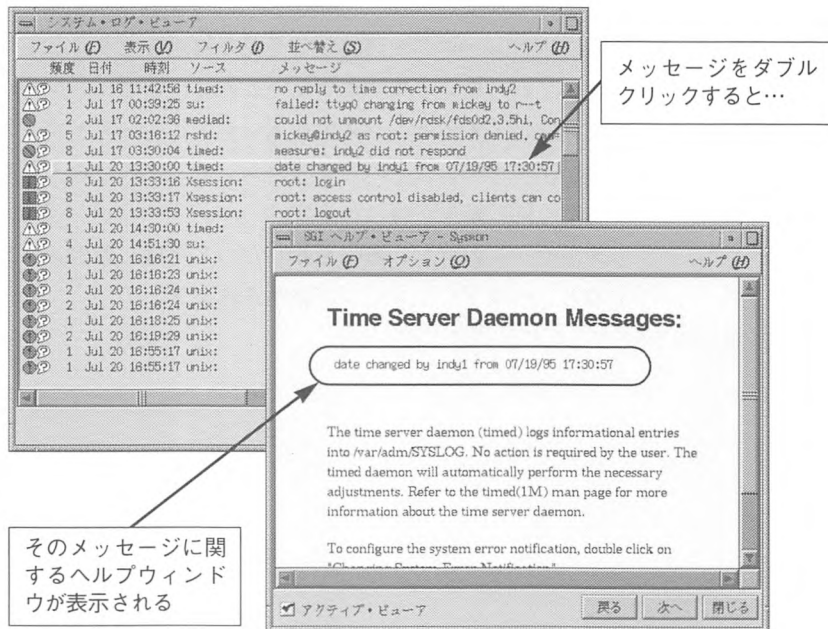 システム・ログ・ビューア
ファイル(F) 表示(V) フィルタ(I) 並べ替え(S) ヘルプ(H)
頻度 日付 時刻 ソース メッセージ
1 Jul 16 11:42:56 timed: no reply to time correction from indy2
1 Jul 17 00:39:25 su: failed: ttyq0 changing from mickey to r--t
2 Jul 17 02:02:36 mediad: could not unmount /dev/rdsk/fds0d2.3.5hi, Con
5 Jul 17 03:16:12 rshd: mickey@indy2 as root: permission denied.
8 Jul 17 03:30:04 timed: measure: indy2 did not respond
1 Jul 20 13:30:00 timed: date changed by indy1 from 07/19/95 17:30:57
8 Jul 20 13:33:16 Xsession: root: login
8 Jul 20 13:33:17 Xsession: root: access control disabled, clients can co
8 Jul 20 13:33:53 Xsession: root: logout
1 Jul 20 14:30:00 timed:
4 Jul 20 14:51:30 su:
1 Jul 20 16:16:21 unix:
1 Jul 20 16:16:23 unix:
2 Jul 20 16:16:24 unix:
2 Jul 20 16:16:24 unix:
1 Jul 20 16:18:25 unix:
2 Jul 20 16:19:29 unix:
1 Jul 20 16:55:17 unix:
1 Jul 20 16:55:17 unix:
メッセージをダブル
クリックすると…
SGI ヘルプ・ビューア - Sysmon
ファイル(F) オプション(O) ヘルプ(H)
Time Server Daemon Messages:
date changed by indy1 from 07/19/95 17:30:57
The time server daemon (timed) logs informational entries
into /var/adm/SYSLOG. No action is required by the user. The
timed daemon will automatically perform the necessary
adjustments. Refer to the timed(1M) man page for more
information about the time server daemon.
To configure the system error notification, double click on
"Changing System Error Notification"
アクティブ・ビューア 戻る 次へ 閉じる
そのメッセージに関
するヘルプウィンド
ウが表示される